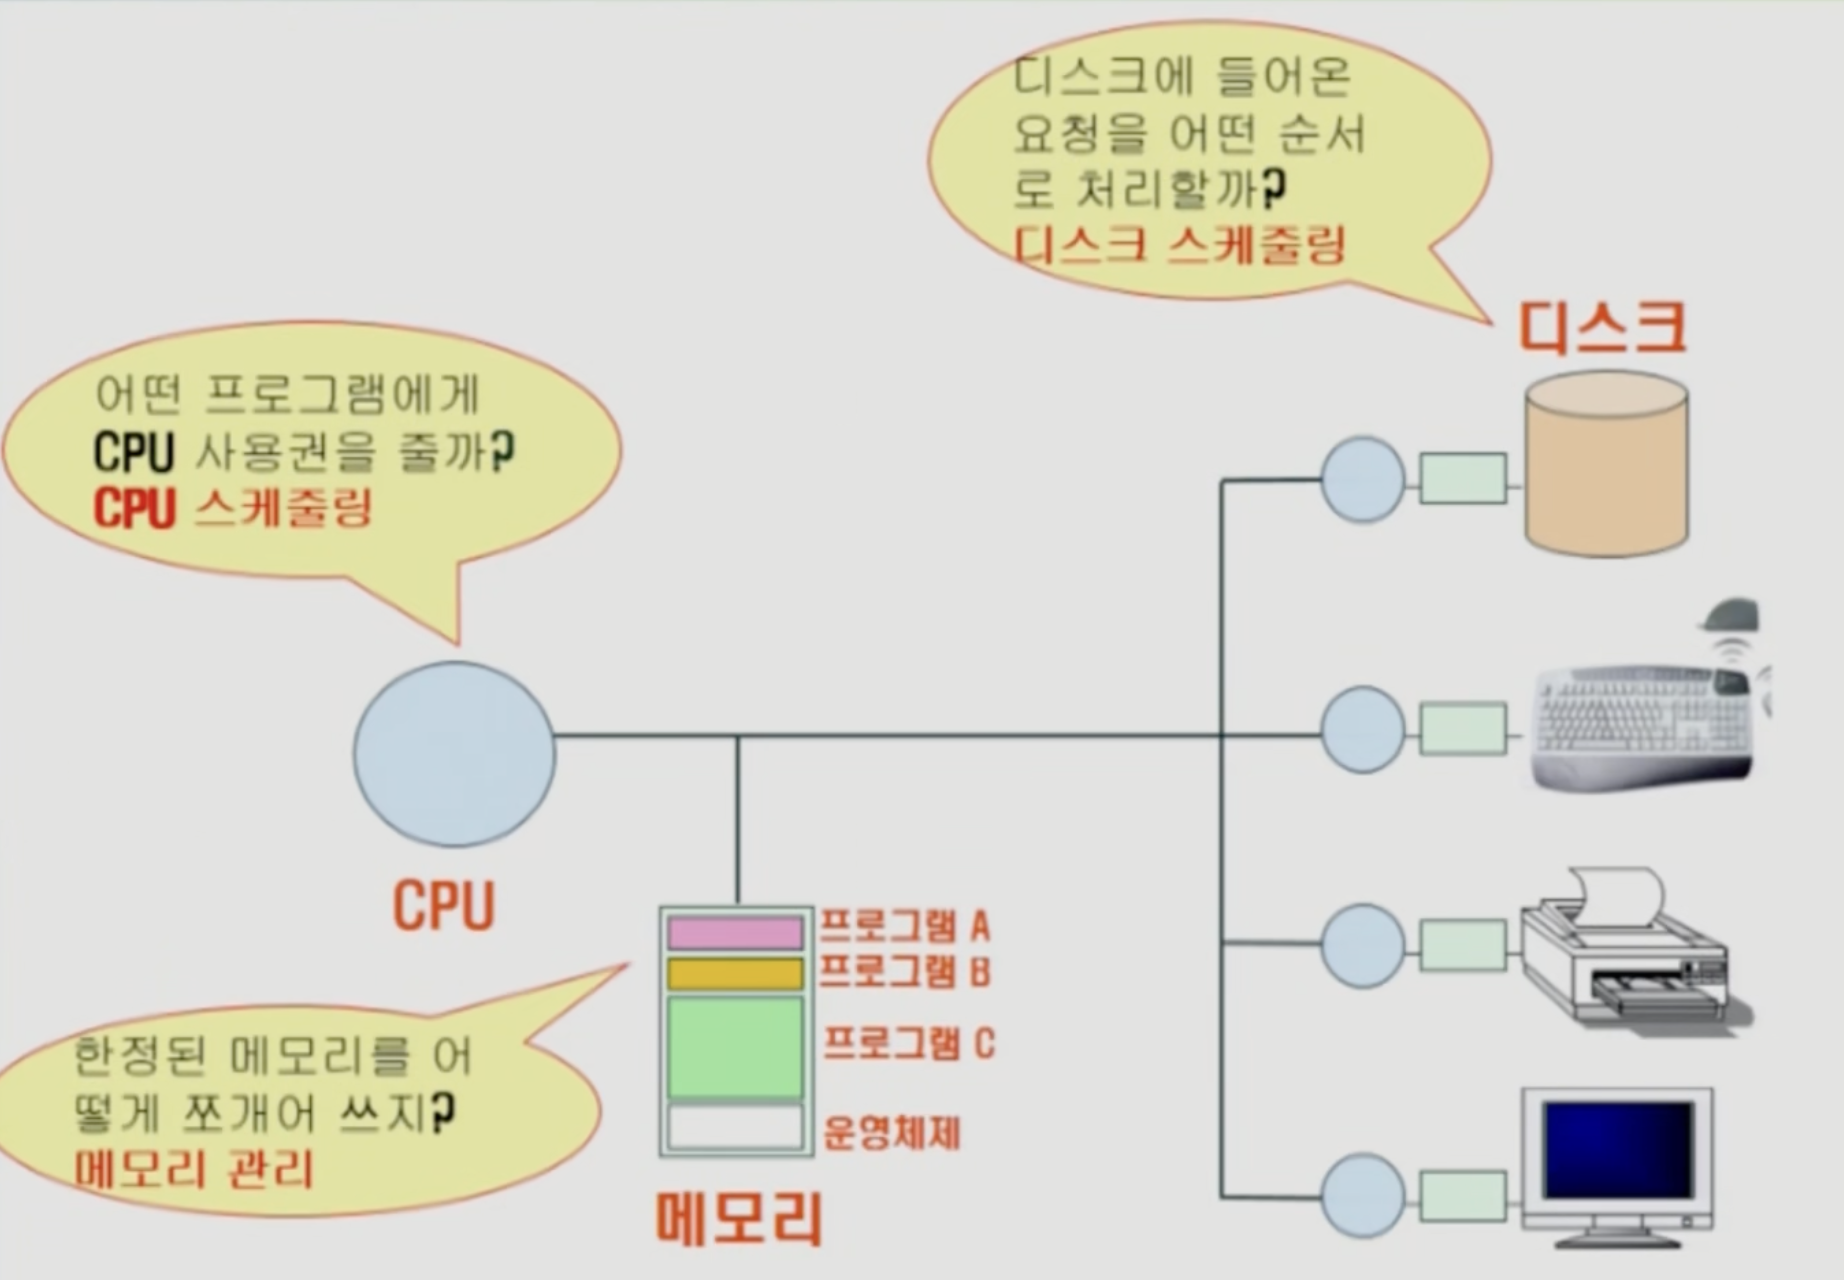 디스크에 들어온
요청을 어떤 순서
로 처리할까?
디스크 스케줄링
디스크
어떤 프로그램에게
CPU 사용권을 줄까?
CPU 스케줄링
CPU
프로그램 A
프로그램 B
프로그램 C
운영체제
메모리
한정된 메모리를 어
떻게 쪼개어 쓰지?
메모리 관리